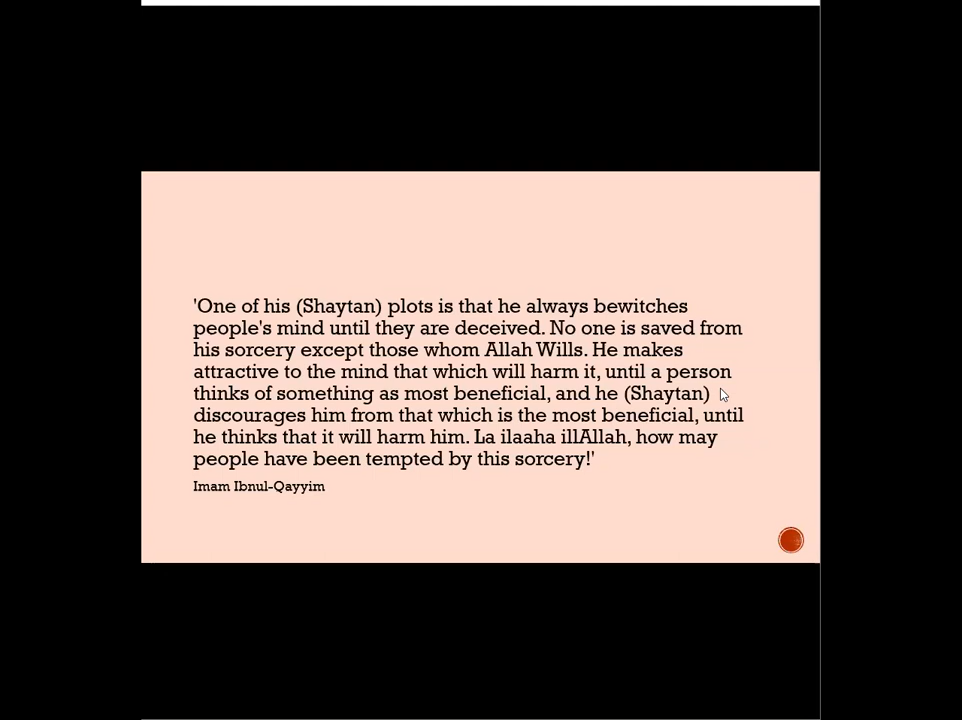 'One of his (Shaytan) plots is that he always bewitches
people's mind until they are deceived. No one is saved from
his sorcery except those whom Allah Wills. He makes
attractive to the mind that which will harm it, until a person
thinks of something as most beneficial, and he (Shaytan)
discourages him from that which is the most beneficial, until
he thinks that it will harm him. La ilaaha illAllah, how may
people have been tempted by this sorcery!'
Imam Ibnul-Qayyim